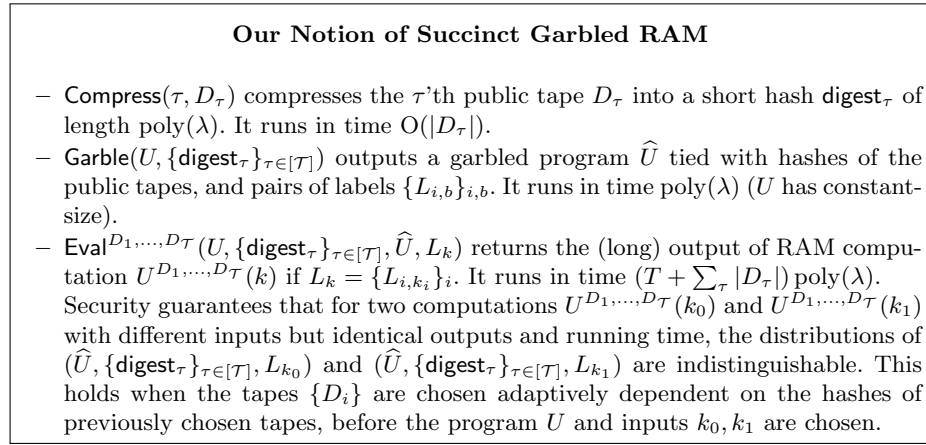 Our Notion of Succinct Garbled RAM
– Compress(τ, D_τ) compresses the τ'th public tape D_τ into a short hash digest_τ of
length poly(λ). It runs in time O(|D_τ|).
– Garble(U, {digest_τ}_{τ∈[𝒯]}) outputs a garbled program Û tied with hashes of the
public tapes, and pairs of labels {L_{i,b}}_{i,b}. It runs in time poly(λ) (U has constant-
size).
– Eval^{D_1,...,D_𝒯}(U, {digest_τ}_{τ∈[𝒯]}, Û, L_k) returns the (long) output of RAM compu-
tation U^{D_1,...,D_𝒯}(k) if L_k = {L_{i,k_i}}_i. It runs in time (T + ∑_τ |D_τ|) poly(λ).
Security guarantees that for two computations U^{D_1,...,D_𝒯}(k_0) and U^{D_1,...,D_𝒯}(k_1)
with different inputs but identical outputs and running time, the distributions of
(Û, {digest_τ}_{τ∈[𝒯]}, L_{k_0}) and (Û, {digest_τ}_{τ∈[𝒯]}, L_{k_1}) are indistinguishable. This
holds when the tapes {D_i} are chosen adaptively dependent on the hashes of
previously chosen tapes, before the program U and inputs k_0, k_1 are chosen.